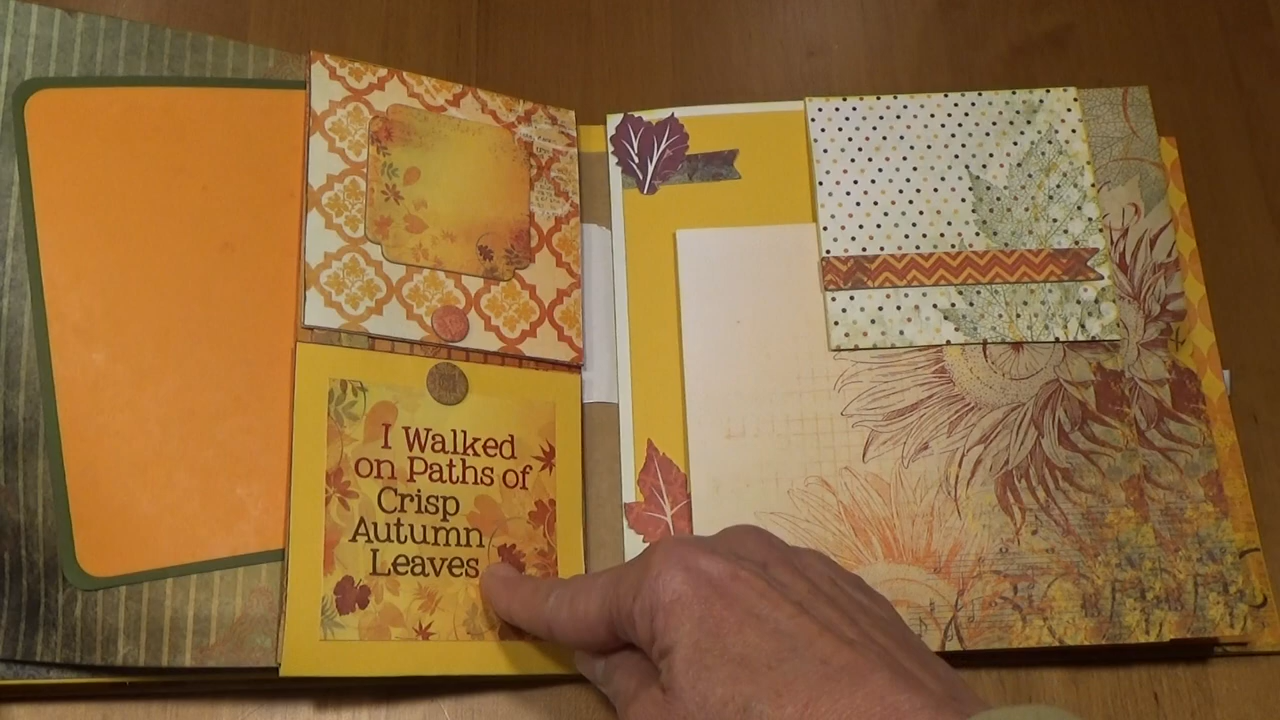 I Walked
on Paths of
Crisp
Autumn
Leaves